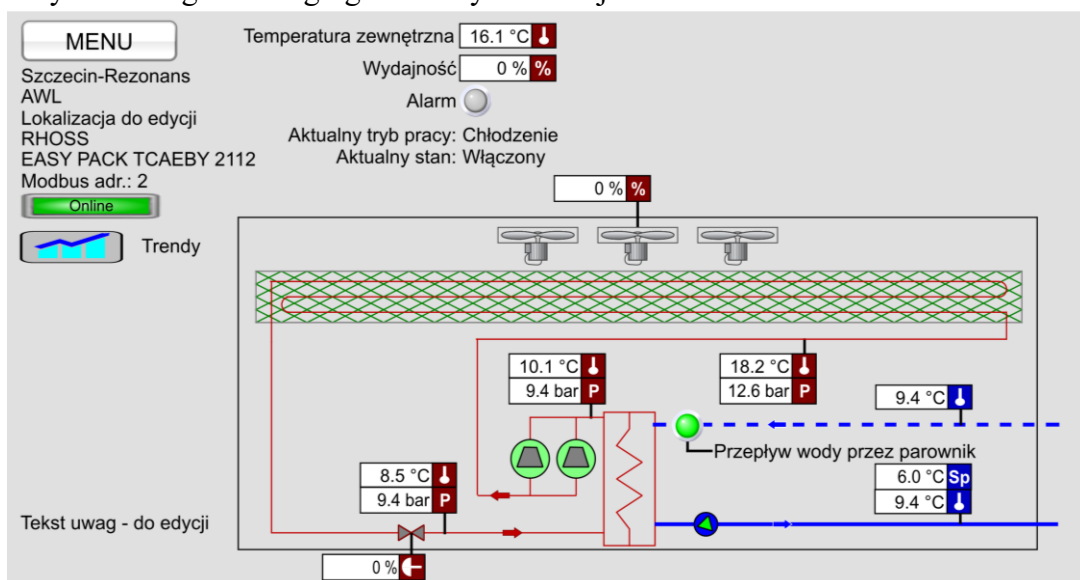 MENU
Szczecin-Rezonans
AWL
Lokalizacja do edycji
RHOSS
EASY PACK TCAEBY 2112
Modbus adr.: 2
Online
Trendy
Temperatura zewnętrzna 16.1 °C
Wydajność 0 % %
Alarm
Aktualny tryb pracy: Chłodzenie
Aktualny stan: Włączony
0 % %
10.1 °C
9.4 bar P
18.2 °C
12.6 bar P
9.4 °C
Przepływ wody przez parownik
8.5 °C
9.4 bar P
6.0 °C Sp
9.4 °C
Tekst uwag - do edycji
0 %